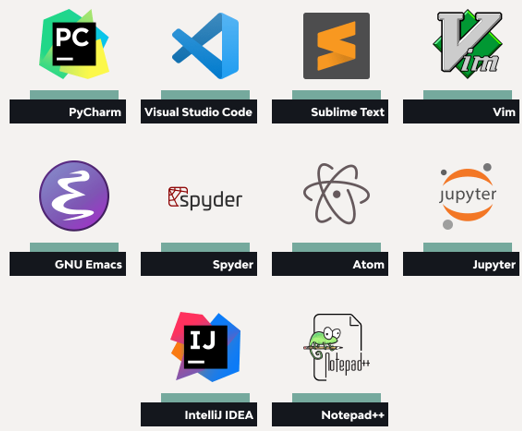 PC
PyCharm
Visual Studio Code
Sublime Text
Vim
Vim
GNU Emacs
spyder
Spyder
Atom
jupyter
Jupyter
IJ
IntelliJ IDEA
Notepad++
Notepad++